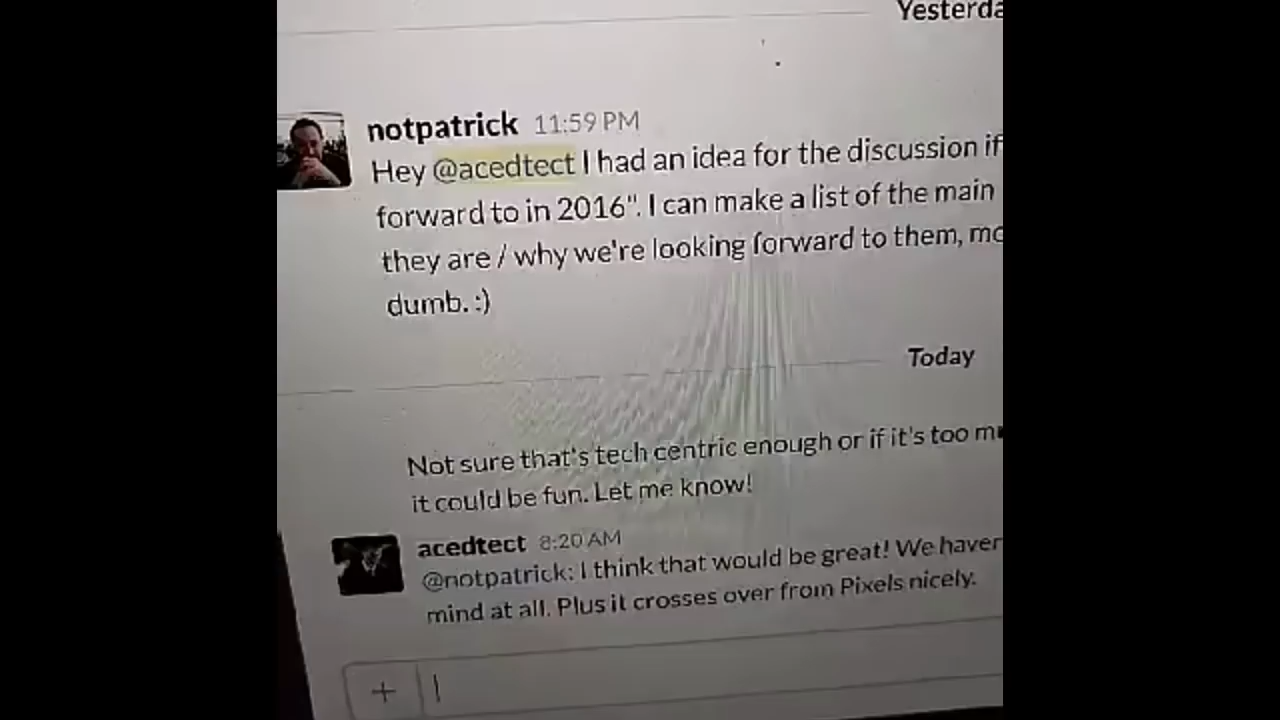 Yesterda
notpatrick 11:59 PM
Hey @acedtect I had an idea for the discussion if
forward to in 2016". I can make a list of the main
they are / why we're looking forward to them, mo
dumb. :)
Today
Not sure that's tech centric enough or if it's too m
it could be fun. Let me know!
acedtect 8:20 AM
@notpatrick: I think that would be great! We haven
mind at all. Plus it crosses over from Pixels nicely.
+